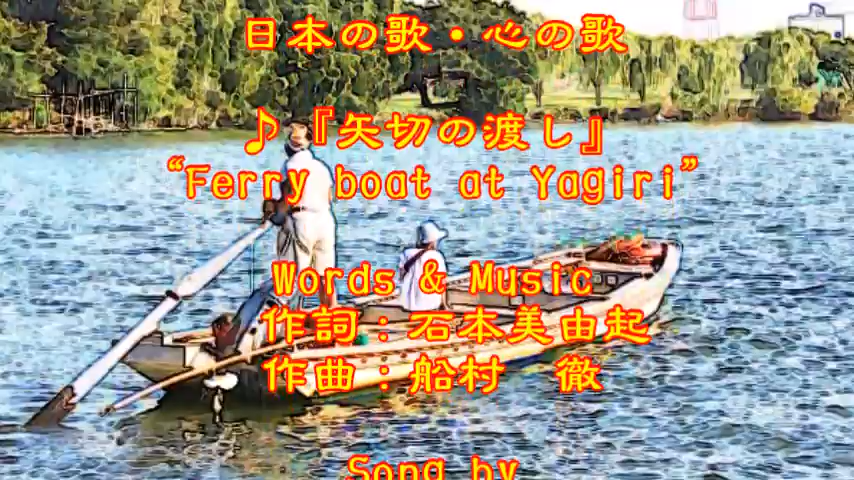 日本の歌・心の歌
♪『矢切の渡し』
“Ferry boat at Yagiri”
Words & Music
作詞：石本美由起
作曲：船村　徹
Song by